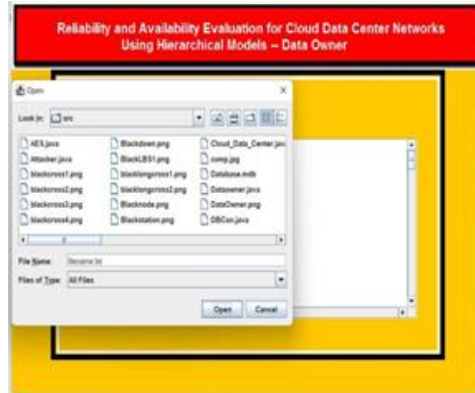 Reliability and Availability Evaluation for Cloud Data Center Networks
Using Hierarchical Models – Data Owner
Open
Look In: src
AES.java Blackdown.png Cloud_Data_Center.jav
Attacker.java BlackLBS1.png comp.jpg
blackcross1.png blacklongcross1.png Database.mdb
blackcross2.png blacklongcross2.png Dataowner.java
blackcross3.png Blacknode.png DataOwner.png
blackcross4.png Blackstation.png DBCon.java
File Name: filename.txt
Files of Type: All Files
Open Cancel